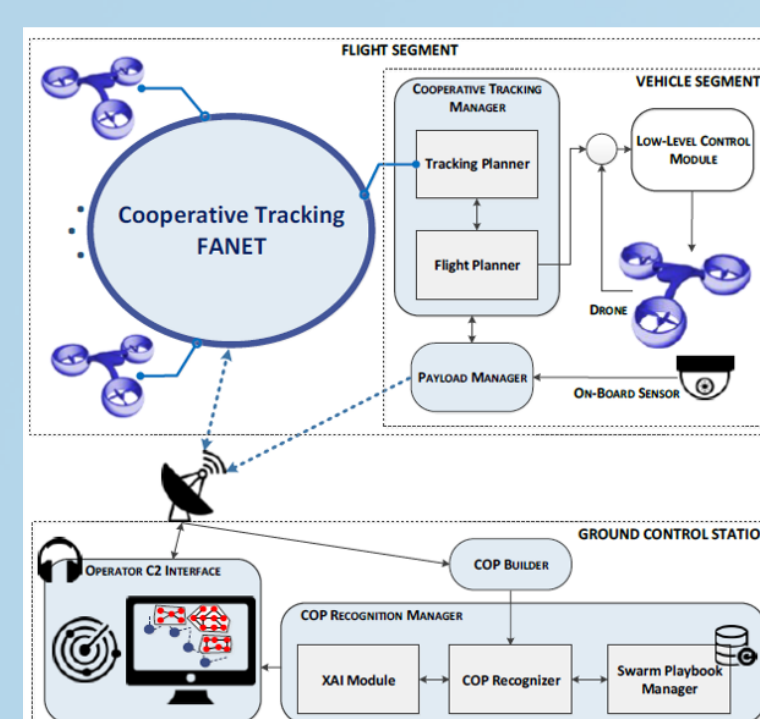 FLIGHT SEGMENT
VEHICLE SEGMENT
COOPERATIVE TRACKING
MANAGER
Tracking Planner
LOW-LEVEL CONTROL
MODULE
Cooperative Tracking
FANET
Flight Planner
DRONE
PAYLOAD MANAGER
ON-BOARD SENSOR
GROUND CONTROL STATIO
OPERATOR C2 INTERFACE
COP BUILDER
COP RECOGNITION MANAGER
XAI Module
COP Recognizer
Swarm Playbook
Manager